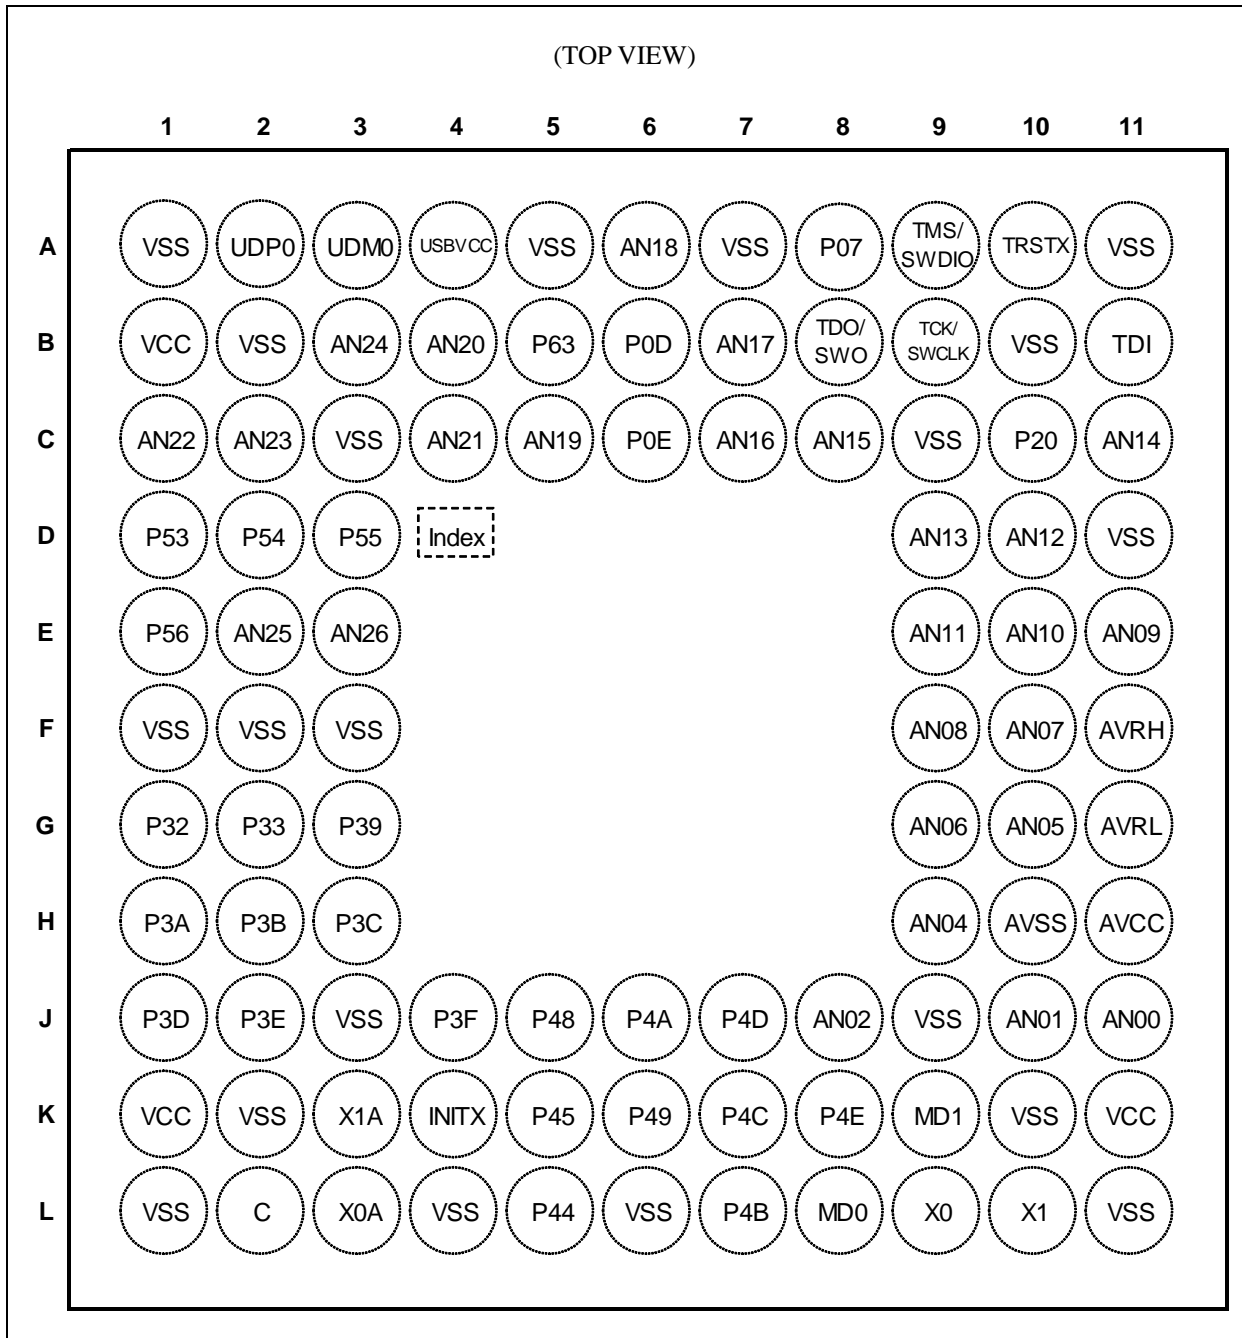 (TOP VIEW)
1 2 3 4 5 6 7 8 9 10 11
A VSS UDP0 UDM0 USBVCC VSS AN18 VSS P07 TMS/ SWDIO TRSTX VSS
B VCC VSS AN24 AN20 P63 P0D AN17 TDO/ SWO TCK/ SWCLK VSS TDI
C AN22 AN23 VSS AN21 AN19 P0E AN16 AN15 VSS P20 AN14
D P53 P54 P55 Index AN13 AN12 VSS
E P56 AN25 AN26 AN11 AN10 AN09
F VSS VSS VSS AN08 AN07 AVRH
G P32 P33 P39 AN06 AN05 AVRL
H P3A P3B P3C AN04 AVSS AVCC
J P3D P3E VSS P3F P48 P4A P4D AN02 VSS AN01 AN00
K VCC VSS X1A INITX P45 P49 P4C P4E MD1 VSS VCC
L VSS C X0A VSS P44 VSS P4B MD0 X0 X1 VSS